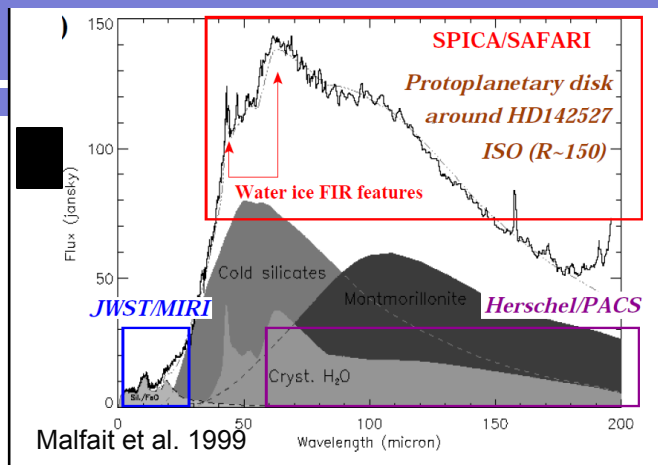 )
SPICA/SAFARI
Protoplanetary disk
around HD142527
ISO (R~150)
Water ice FIR features
150
100
50
0
Flux (jansky)
Cold silicates
Montmorillonite
JWST/MIRI
Herschel/PACS
Cryst. H₂O
Sil./FeO
0 50 100 150 200
Wavelength (micron)
Malfait et al. 1999